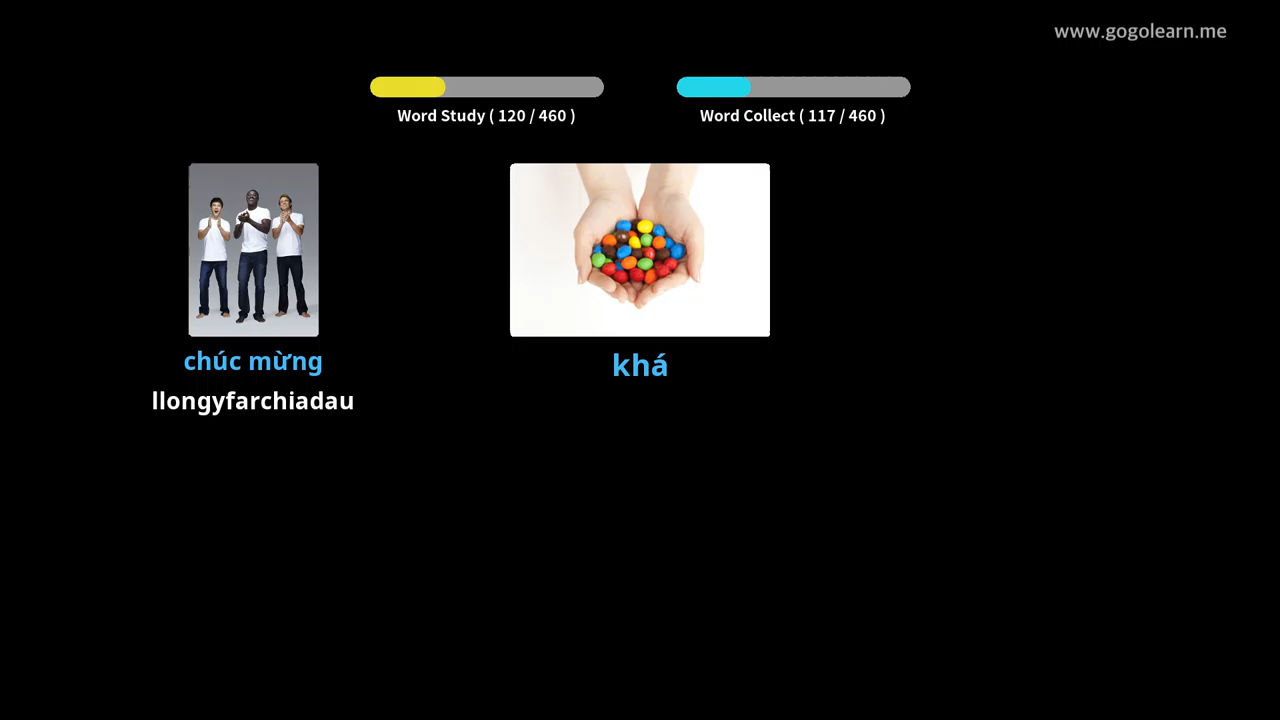 www.gogolearn.me
Word Study ( 120 / 460 )
Word Collect ( 117 / 460 )
chúc mừng
llongyfarchiadau
khá